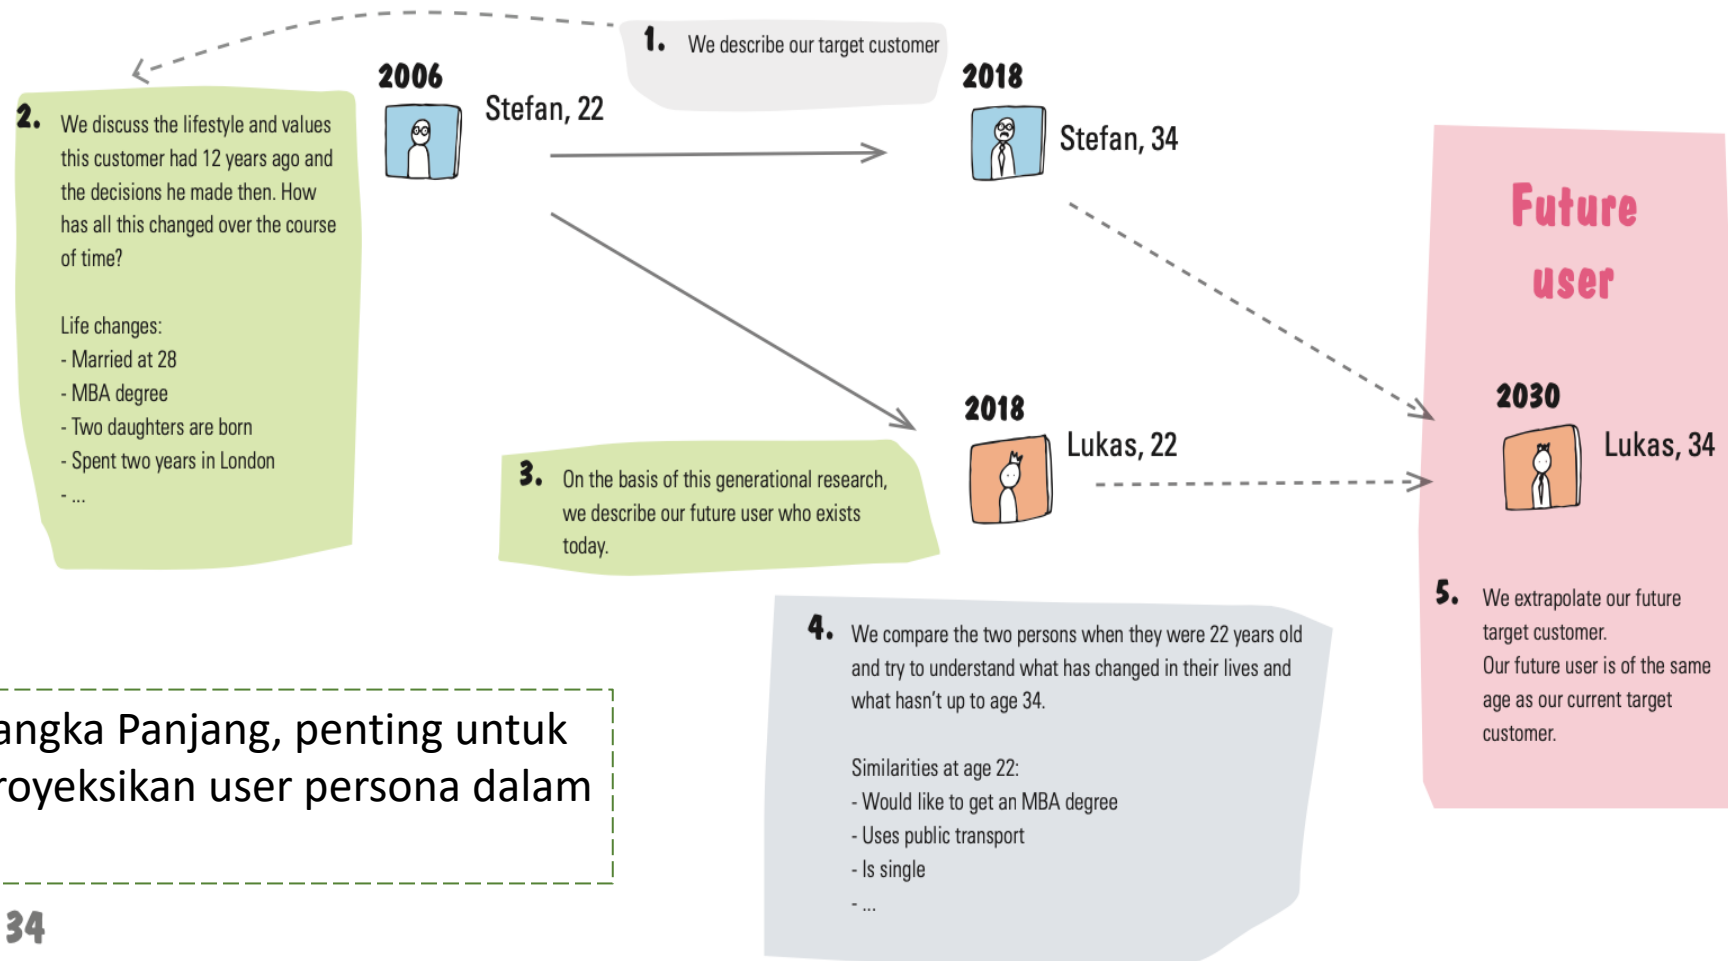 1. We describe our target customer
2006
Stefan, 22
2018
Stefan, 34
2. We discuss the lifestyle and values
this customer had 12 years ago and
the decisions he made then. How
has all this changed over the course
of time?
Life changes:
- Married at 28
- MBA degree
- Two daughters are born
- Spent two years in London
- ...
3. On the basis of this generational research,
we describe our future user who exists
today.
2018
Lukas, 22
4. We compare the two persons when they were 22 years old
and try to understand what has changed in their lives and
what hasn't up to age 34.
Similarities at age 22:
- Would like to get an MBA degree
- Uses public transport
- Is single
- ...
Future
user
2030
Lukas, 34
5. We extrapolate our future
target customer.
Our future user is of the same
age as our current target
customer.
angka Panjang, penting untuk
royeksikan user persona dalam
34